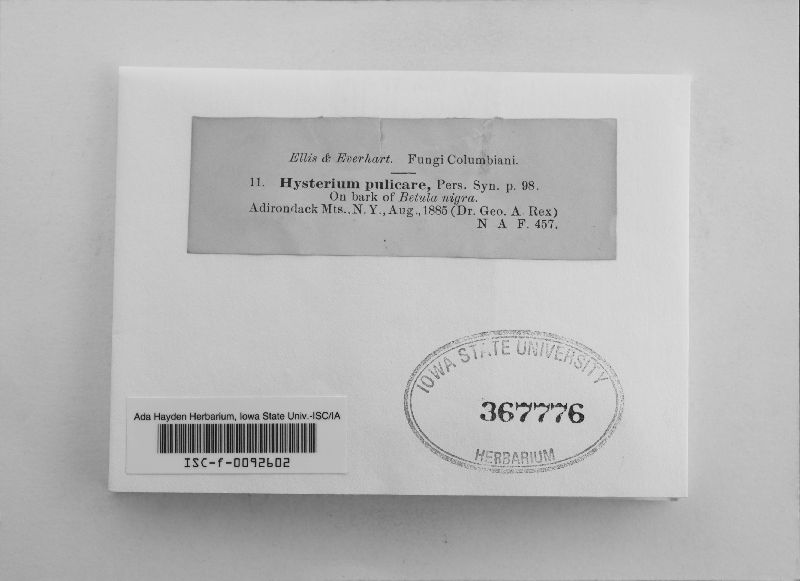 Ellis & Everhart. Fungi Columbiani.
11. Hysterium pulicare, Pers. Syn. p. 98.
On bark of Betula nigra.
Adirondack Mts., N. Y., Aug., 1885 (Dr. Geo. A. Rex)
N A F. 457.
IOWA STATE UNIVERSITY
367776
HERBARIUM
Ada Hayden Herbarium, Iowa State Univ.-ISC/IA
ISC-f-0092602